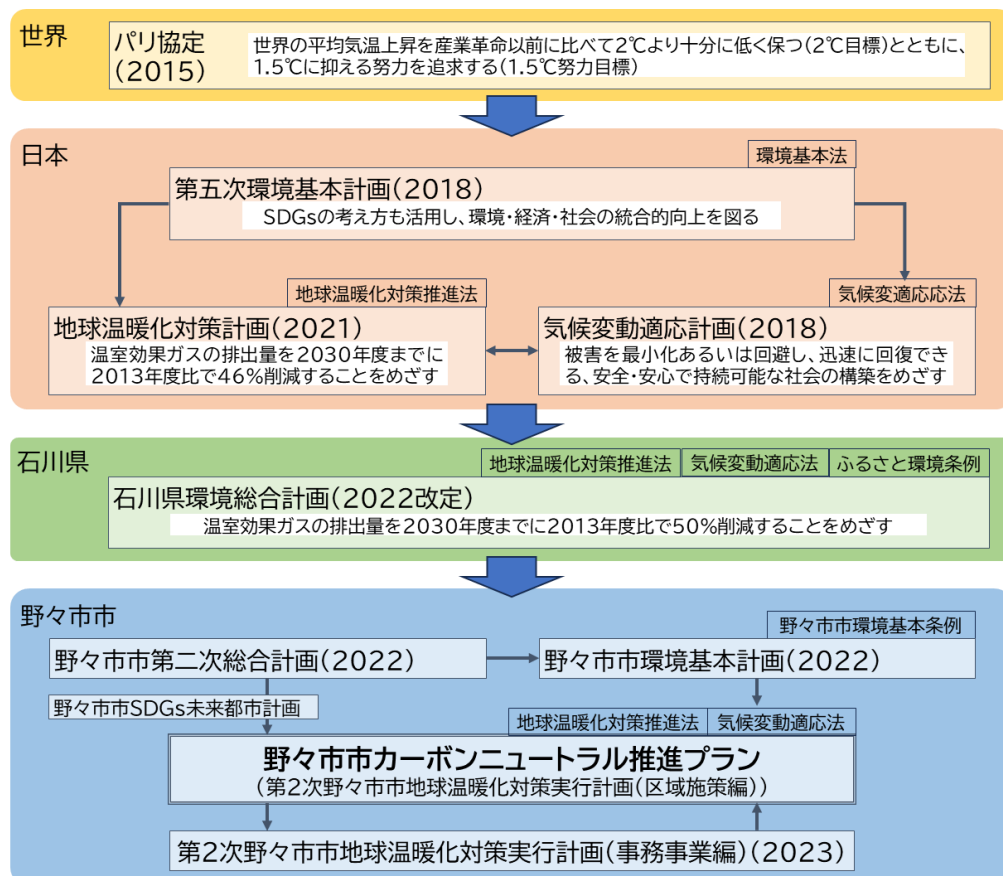 世界
パリ協定
（2015）
世界の平均気温上昇を産業革命以前に比べて2℃より十分に低く保つ（2℃目標）とともに、
1.5℃に抑える努力を追求する（1.5℃努力目標）
日本
環境基本法
第五次環境基本計画（2018）
SDGsの考え方も活用し、環境・経済・社会の統合的向上を図る
地球温暖化対策推進法
地球温暖化対策計画（2021）
温室効果ガスの排出量を2030年度までに
2013年度比で46％削減することをめざす
気候変適応応法
気候変動適応計画（2018）
被害を最小化あるいは回避し、迅速に回復でき
る、安全・安心で持続可能な社会の構築をめざす
石川県
地球温暖化対策推進法
気候変動適応法
ふるさと環境条例
石川県環境総合計画（2022改定）
温室効果ガスの排出量を2030年度までに2013年度比で50％削減することをめざす
野々市市
野々市市環境基本条例
野々市市第二次総合計画（2022）
野々市市環境基本計画（2022）
野々市市SDGs未来都市計画
地球温暖化対策推進法
気候変動適応法
野々市市カーボンニュートラル推進プラン
（第2次野々市市地球温暖化対策実行計画（区域施策編））
第2次野々市市地球温暖化対策実行計画（事務事業編）（2023）